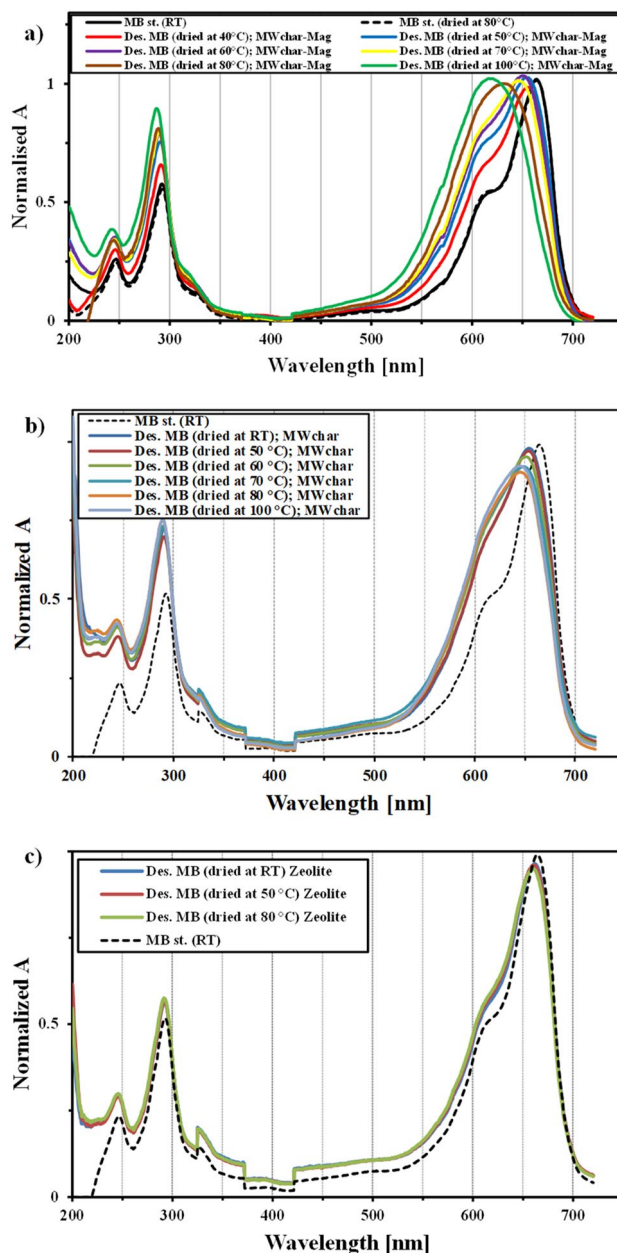 a)
MB st. (RT)
MB st. (dried at 80°C)
Des. MB (dried at 40°C); MWchar-Mag
Des. MB (dried at 50°C); MWchar-Mag
Des. MB (dried at 60°C); MWchar-Mag
Des. MB (dried at 70°C); MWchar-Mag
Des. MB (dried at 80°C); MWchar-Mag
Des. MB (dried at 100°C); MWchar-Mag
Normalised A
1
0.5
0
200 250 300 350 400 450 500 550 600 650 700
Wavelength [nm]
b)
MB st. (RT)
Des. MB (dried at RT); MWchar
Des. MB (dried at 50 °C); MWchar
Des. MB (dried at 60 °C); MWchar
Des. MB (dried at 70 °C); MWchar
Des. MB (dried at 80 °C); MWchar
Des. MB (dried at 100 °C); MWchar
Normalized A
0.5
0
200 300 400 500 600 700
Wavelength [nm]
c)
Des. MB (dried at RT) Zeolite
Des. MB (dried at 50 °C) Zeolite
Des. MB (dried at 80 °C) Zeolite
MB st. (RT)
Normalized A
0.5
0
200 300 400 500 600 700
Wavelength [nm]